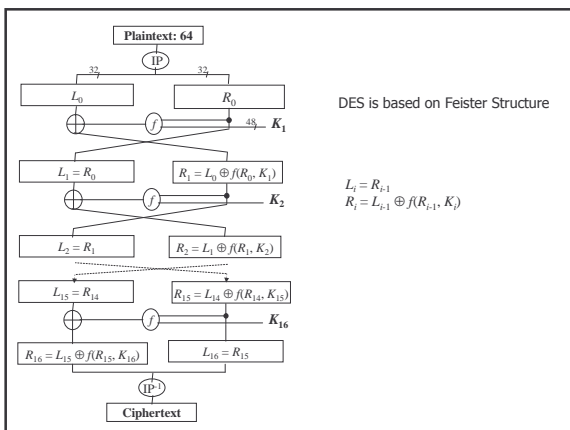 Plaintext: 64
IP
32 32
L0 R0
f 48 K1
L1 = R0 R1 = L0 ⊕ f(R0, K1)
f K2
L2 = R1 R2 = L1 ⊕ f(R1, K2)
L15 = R14 R15 = L14 ⊕ f(R14, K15)
f K16
R16 = L15 ⊕ f(R15, K16) L16 = R15
IP-1
Ciphertext
DES is based on Feister Structure
Li = Ri-1
Ri = Li-1 ⊕ f(Ri-1, Ki)